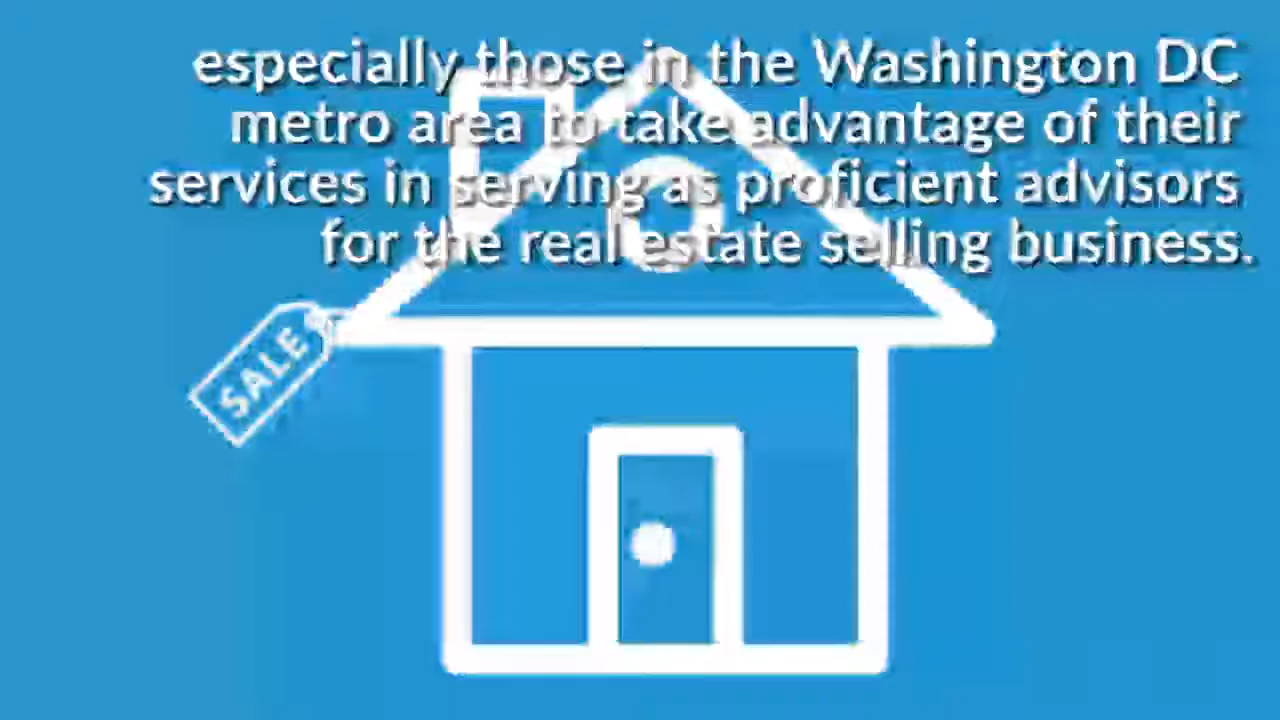 especially those in the Washington DC
metro area to take advantage of their
services in serving as proficient advisors
for the real estate selling business.
SALE